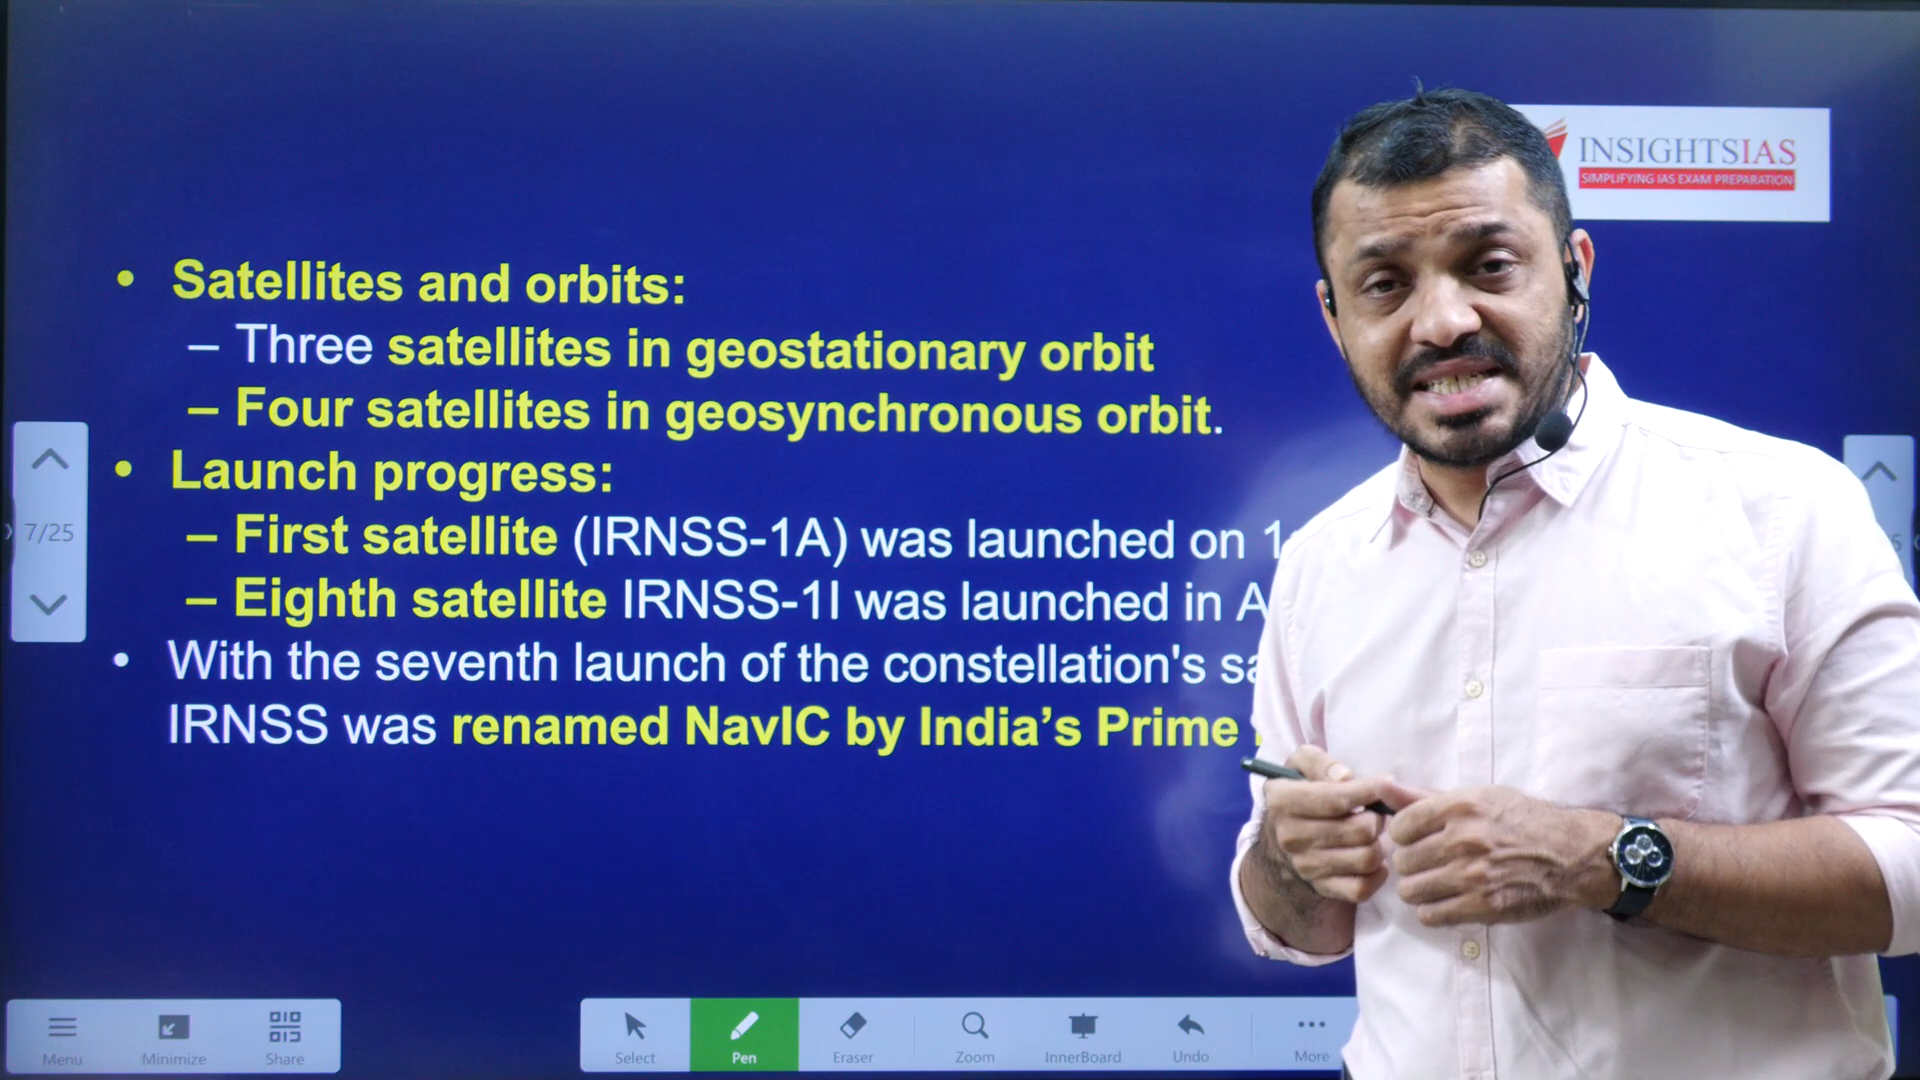 INSIGHTSIAS
SIMPLIFYING IAS EXAM PREPARATION
• Satellites and orbits:
– Three satellites in geostationary orbit
– Four satellites in geosynchronous orbit.
• Launch progress:
– First satellite (IRNSS-1A) was launched on
– Eighth satellite IRNSS-1I was launched in
• With the seventh launch of the constellation's
IRNSS was renamed NavIC by India’s Prime
7/25
Menu
Minimize
Share
Select
Pen
Eraser
Zoom
InnerBoard
Undo
More